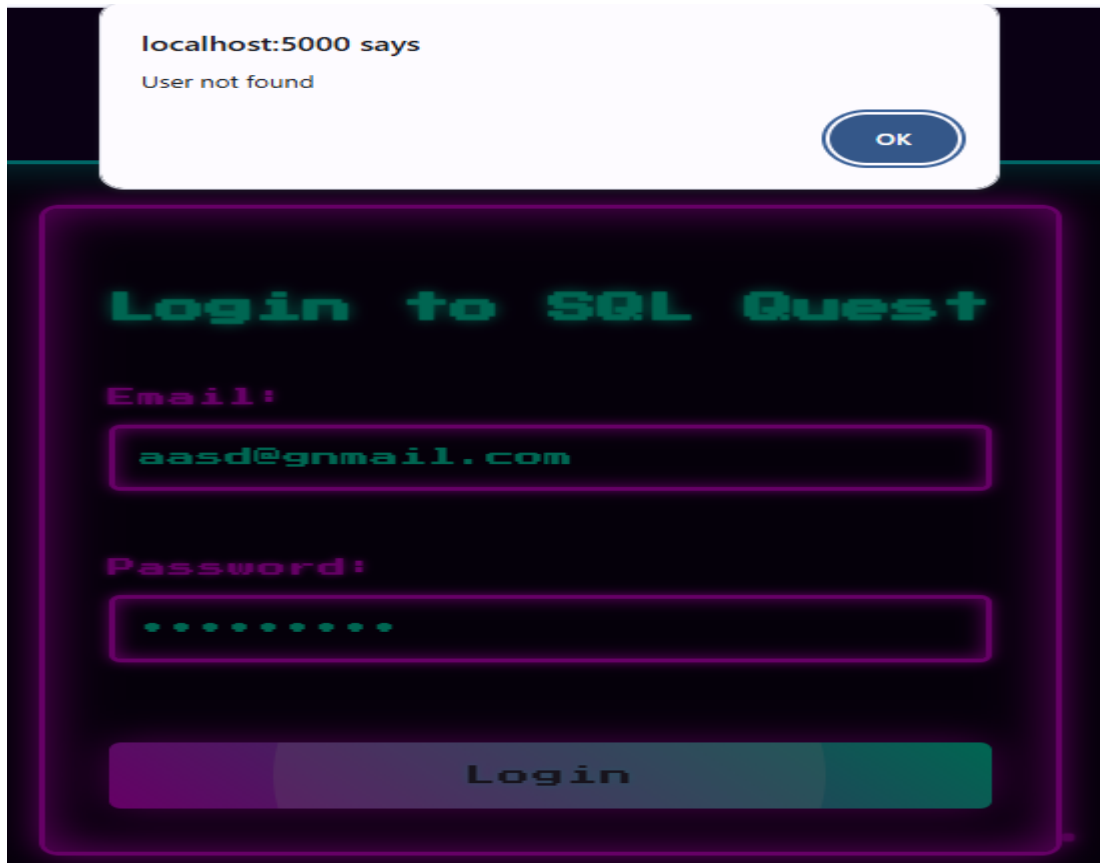 localhost:5000 says
User not found
OK
Login to SQL Quest
Email:
aasd@gnmail.com
Password:
•••••••••
Login